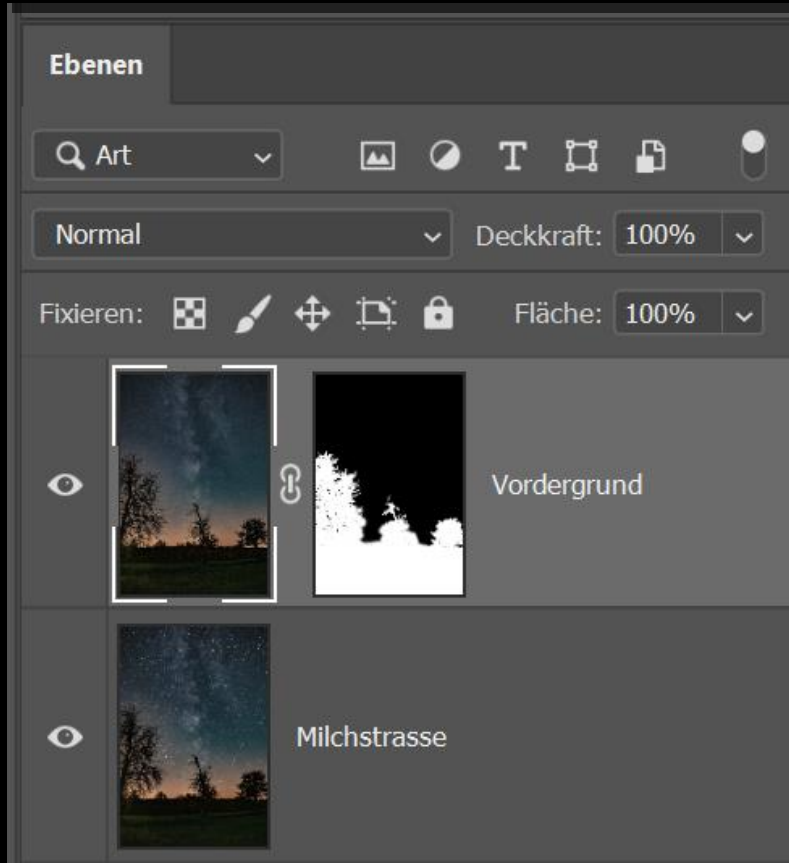 Ebenen
Art
Normal Deckkraft: 100%
Fixieren: Fläche: 100%
Vordergrund
Milchstrasse